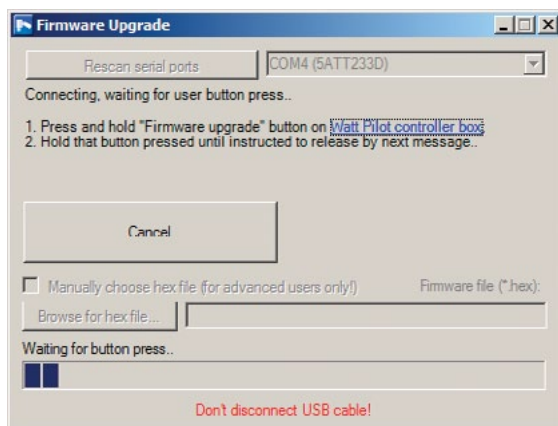 Firmware Upgrade
Rescan serial ports
COM4 (5ATT233D)
Connecting, waiting for user button press..
1. Press and hold "Firmware upgrade" button on Watt Pilot controller box;
2. Hold that button pressed until instructed to release by next message..
Cancel
Manually choose hex file (for advanced users only!)
Firmware file (*.hex):
Browse for hex file...
Waiting for button press..
Don't disconnect USB cable!